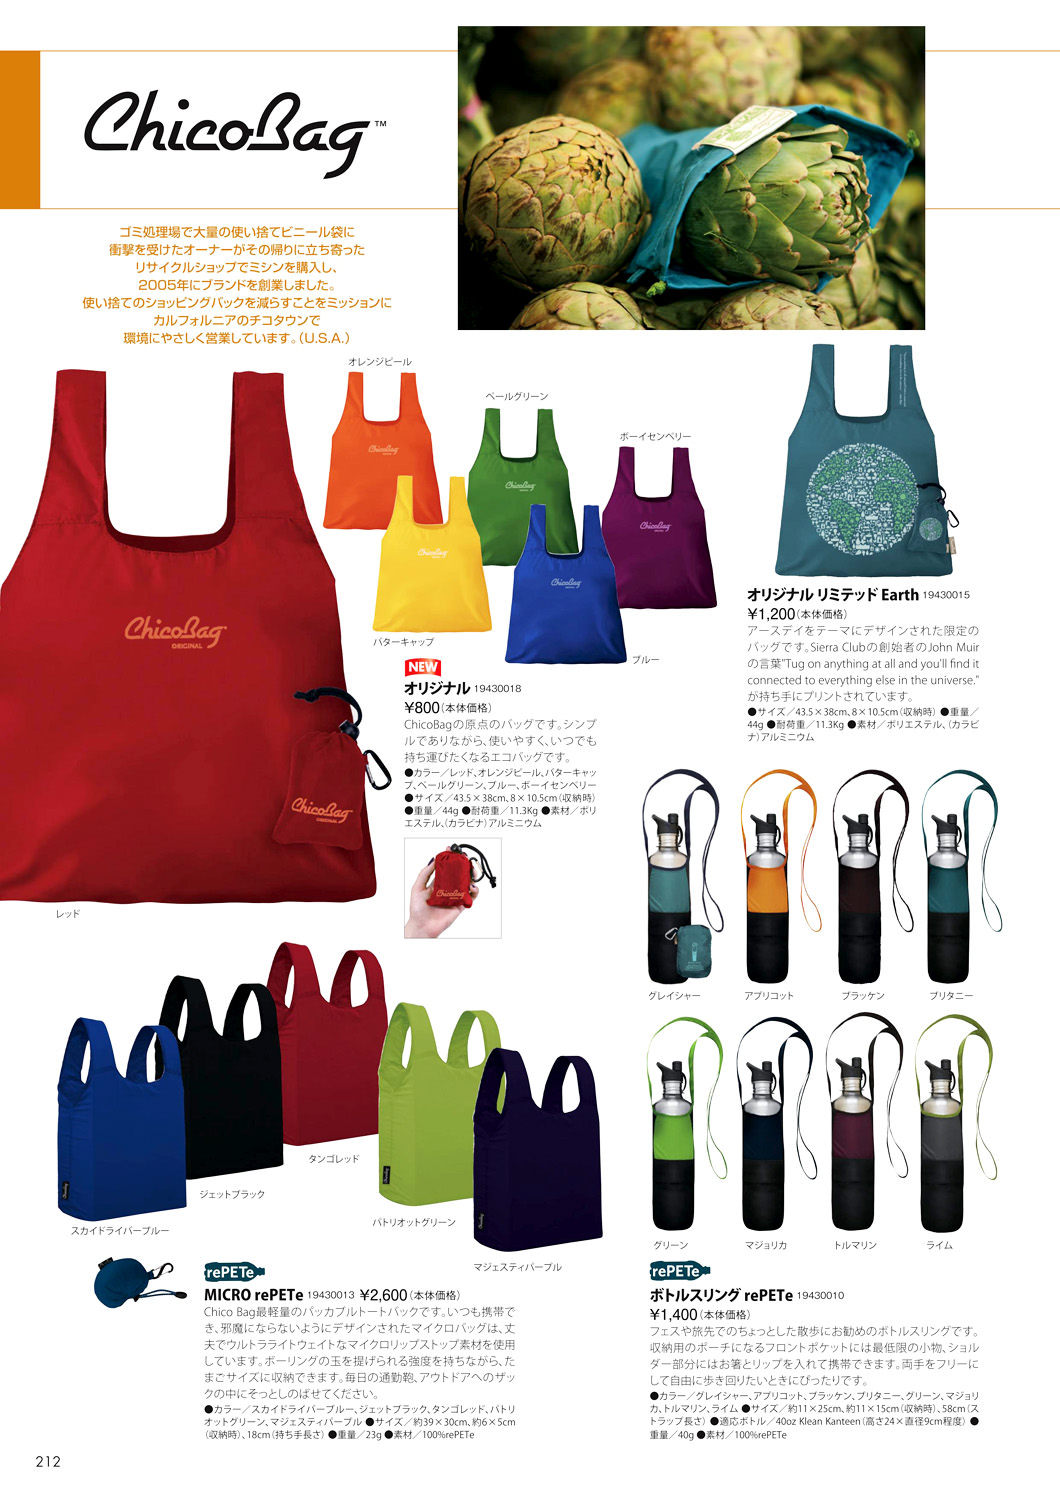 ChicoBag™
ゴミ処理場で大量の使い捨てビニール袋に
衝撃を受けたオーナーがその帰りに立ち寄った
リサイクルショップでミシンを購入し、
2005年にブランドを創業しました。
使い捨てのショッピングバックを減らすことをミッションに
カルフォルニアのチコタウンで
環境にやさしく営業しています。（U.S.A.）
オレンジピール
ペールグリーン
ボーイセンベリー
ChicoBag
ChicoBag
ChicoBag
ChicoBag
ChicoBag
ChicoBag
ORIGINAL
ChicoBag
ORIGINAL
バターキャップ
ブルー
レッド
NEW
オリジナル 19430018
¥800（本体価格）
ChicoBagの原点のバッグです。シンプ
ルでありながら、使いやすく、いつでも
持ち運びたくなるエコバッグです。
●カラー／レッド、オレンジピール、バターキャッ
プ、ペールグリーン、ブルー、ボーイセンベリー
●サイズ／43.5×38cm、8×10.5cm（収納時）
●重量／44g ●耐荷重／11.3Kg ●素材／ポリ
エステル、（カラビナ）アルミニウム
ChicoBag
オリジナル リミテッド Earth 19430015
¥1,200（本体価格）
アースデイをテーマにデザインされた限定の
バッグです。Sierra Clubの創始者のJohn Muir
の言葉"Tug on anything at all and you'll find it
connected to everything else in the universe."
が持ち手にプリントされています。
●サイズ／43.5×38cm、8×10.5cm（収納時） ●重量／
44g ●耐荷重／11.3Kg ●素材／ポリエステル、（カラビ
ナ）アルミニウム
グレイシャー
アプリコット
ブラッケン
ブリタニー
グリーン
マジョリカ
トルマリン
ライム
スカイドライバーブルー
ジェットブラック
タンゴレッド
パトリオットグリーン
マジェスティパープル
rePETe
MICRO rePETe 19430013 ¥2,600（本体価格）
Chico Bag最軽量のパッカブルトートバックです。いつも携帯で
き、邪魔にならないようにデザインされたマイクロバッグは、丈
夫でウルトラライトウェイトなマイクロリップストップ素材を使用
しています。ボーリングの玉を提げられる強度を持ちながら、た
まごサイズに収納できます。毎日の通勤鞄、アウトドアへのザッ
クの中にそっとしのばせてください。
●カラー／スカイドライバーブルー、ジェットブラック、タンゴレッド、パトリ
オットグリーン、マジェスティパープル ●サイズ／約39×30cm、約6×5cm
（収納時）、18cm（持ち手長さ） ●重量／23g ●素材／100%rePETe
rePETe
ボトルスリング rePETe 19430010
¥1,400（本体価格）
フェスや旅先でのちょっとした散歩にお勧めのボトルスリングです。
収納用のポーチになるフロントポケットには最低限の小物、ショル
ダー部分にはお箸とリップを入れて携帯できます。両手をフリーに
して自由に歩き回りたいときにぴったりです。
●カラー／グレイシャー、アプリコット、ブラッケン、ブリタニー、グリーン、マジョリ
カ、トルマリン、ライム ●サイズ／約11×25cm、約11×15cm（収納時）、58cm（ス
トラップ長さ） ●適応ボトル／40oz Klean Kanteen（高さ24×直径9cm程度） ●
重量／40g ●素材／100%rePETe
212